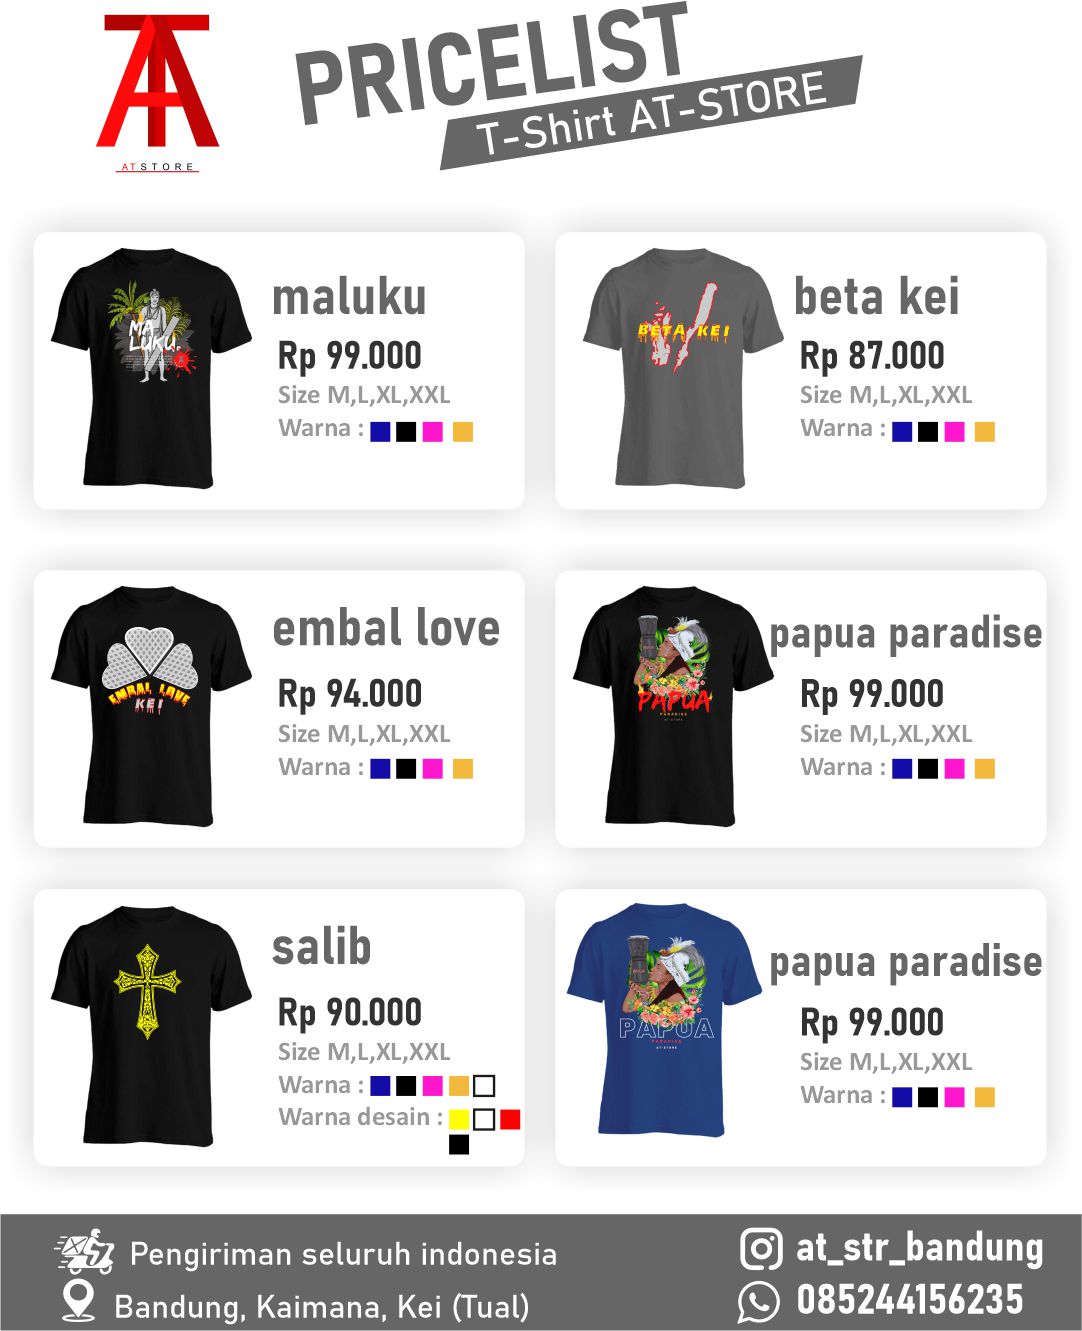 AT STORE
PRICELIST
T-Shirt AT-STORE
maluku
Rp 99.000
Size M,L,XL,XXL
Warna :
MA
LUKU.
beta kei
Rp 87.000
Size M,L,XL,XXL
Warna :
BETA KEI
embal love
Rp 94.000
Size M,L,XL,XXL
Warna :
EMBAL LOVE
KEI
papua paradise
Rp 99.000
Size M,L,XL,XXL
Warna :
PAPUA
PARADISE
AT-STORE
salib
Rp 90.000
Size M,L,XL,XXL
Warna :
Warna desain :
papua paradise
Rp 99.000
Size M,L,XL,XXL
Warna :
PAPUA
PARADISE
AT-STORE
Pengiriman seluruh indonesia
Bandung, Kaimana, Kei (Tual)
at_str_bandung
085244156235